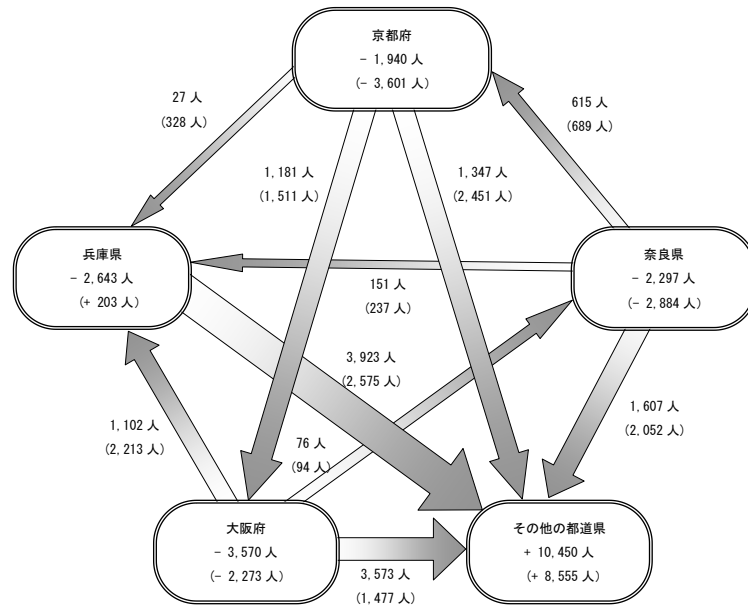 京都府
- 1,940 人
(- 3,601 人)
27 人
(328 人)
615 人
(689 人)
1,181 人
(1,511 人)
1,347 人
(2,451 人)
兵庫県
- 2,643 人
(+ 203 人)
奈良県
- 2,297 人
(- 2,884 人)
151 人
(237 人)
3,923 人
(2,575 人)
1,102 人
(2,213 人)
1,607 人
(2,052 人)
76 人
(94 人)
大阪府
- 3,570 人
(- 2,273 人)
その他の都道県
+ 10,450 人
(+ 8,555 人)
3,573 人
(1,477 人)